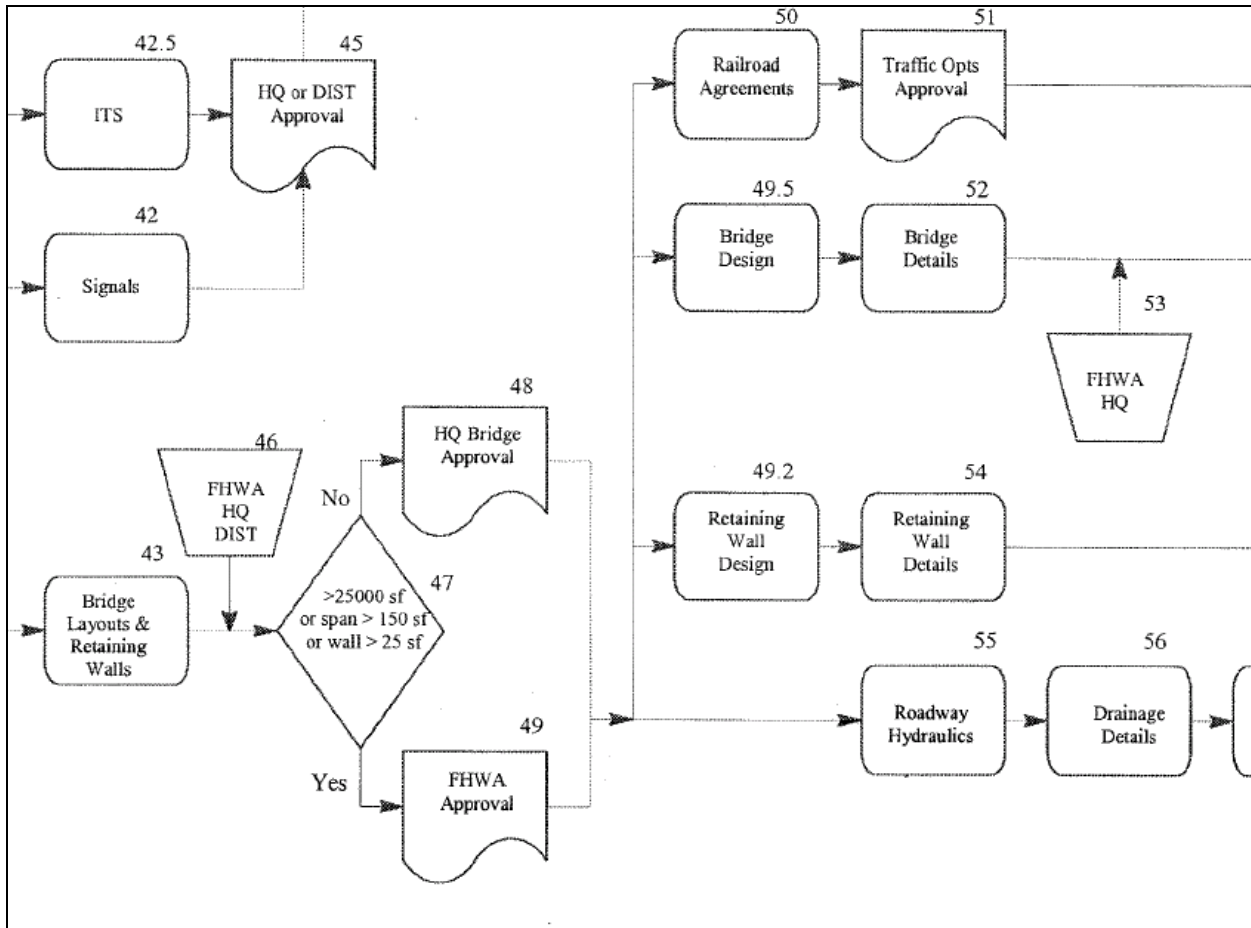 42.5
ITS
45
HQ or DIST
Approval
42
Signals
46
FHWA
HQ
DIST
43
Bridge
Layouts &
Retaining
Walls
47
>25000 sf
or span > 150 sf
or wall > 25 sf
No
Yes
48
HQ Bridge
Approval
49
FHWA
Approval
50
Railroad
Agreements
51
Traffic Opts
Approval
49.5
Bridge
Design
52
Bridge
Details
53
FHWA
HQ
49.2
Retaining
Wall
Design
54
Retaining
Wall
Details
55
Roadway
Hydraulics
56
Drainage
Details